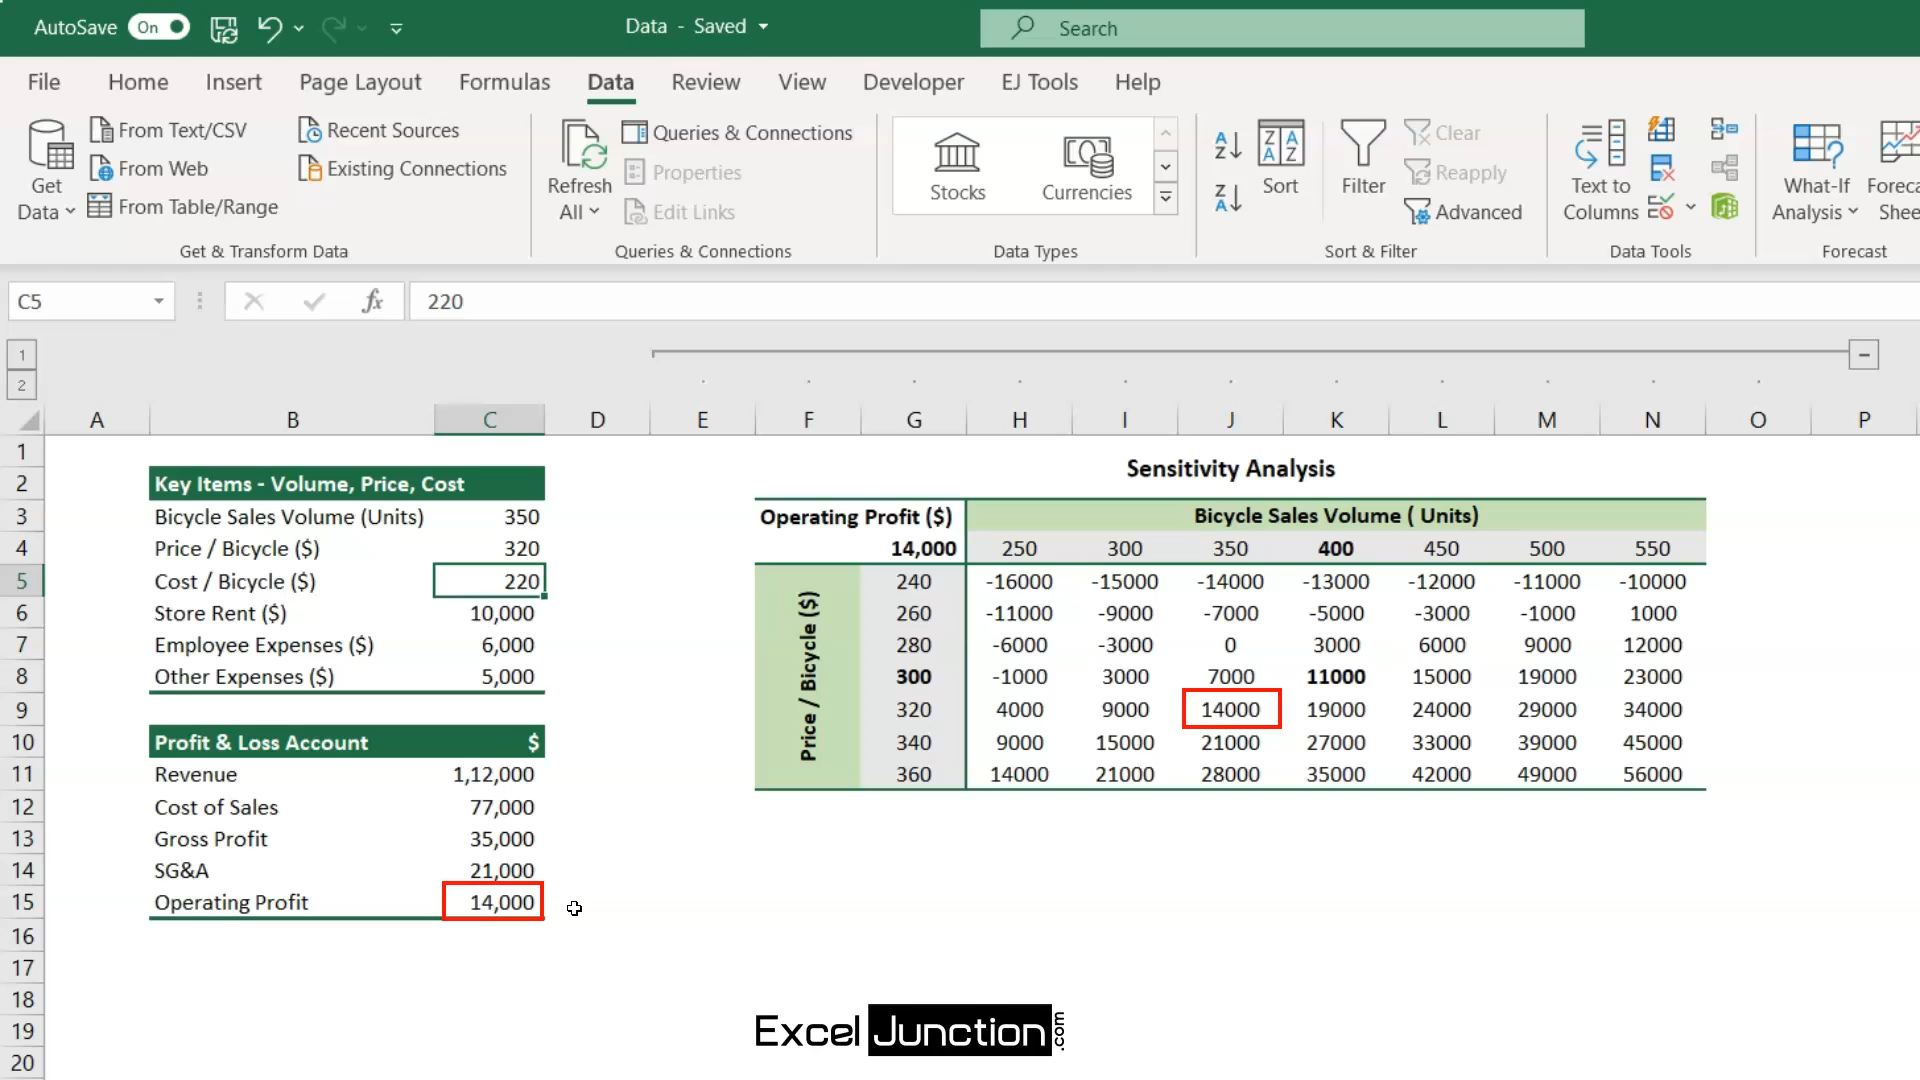 AutoSave On Data - Saved Search
File Home Insert Page Layout Formulas Data Review View Developer EJ Tools Help
Get Data
From Text/CSV
From Web
From Table/Range
Recent Sources
Existing Connections
Get & Transform Data
Refresh All
Queries & Connections
Properties
Edit Links
Queries & Connections
Stocks
Currencies
Data Types
A Z
Z A
Z A A Z
Sort
Filter
Clear
Reapply
Advanced
Sort & Filter
Text to Columns
Data Tools
What-If Analysis
Foreca
Shee
Forecast
C5 fx 220
1
2
A B C D E F G H I J K L M N O P
1 Sensitivity Analysis
2 Key Items - Volume, Price, Cost
3 Bicycle Sales Volume (Units) 350 Operating Profit ($) Bicycle Sales Volume ( Units)
4 Price / Bicycle ($) 320 14,000 250 300 350 400 450 500 550
5 Cost / Bicycle ($) 220 240 -16000 -15000 -14000 -13000 -12000 -11000 -10000
6 Store Rent ($) 10,000 260 -11000 -9000 -7000 -5000 -3000 -1000 1000
7 Employee Expenses ($) 6,000 280 -6000 -3000 0 3000 6000 9000 12000
8 Other Expenses ($) 5,000 300 -1000 3000 7000 11000 15000 19000 23000
9 320 4000 9000 14000 19000 24000 29000 34000
10 Profit & Loss Account $ 340 9000 15000 21000 27000 33000 39000 45000
11 Revenue 1,12,000 360 14000 21000 28000 35000 42000 49000 56000
Price / Bicycle ($)
12 Cost of Sales 77,000
13 Gross Profit 35,000
14 SG&A 21,000
15 Operating Profit 14,000
16
17
18
19
20
Excel Junction.com